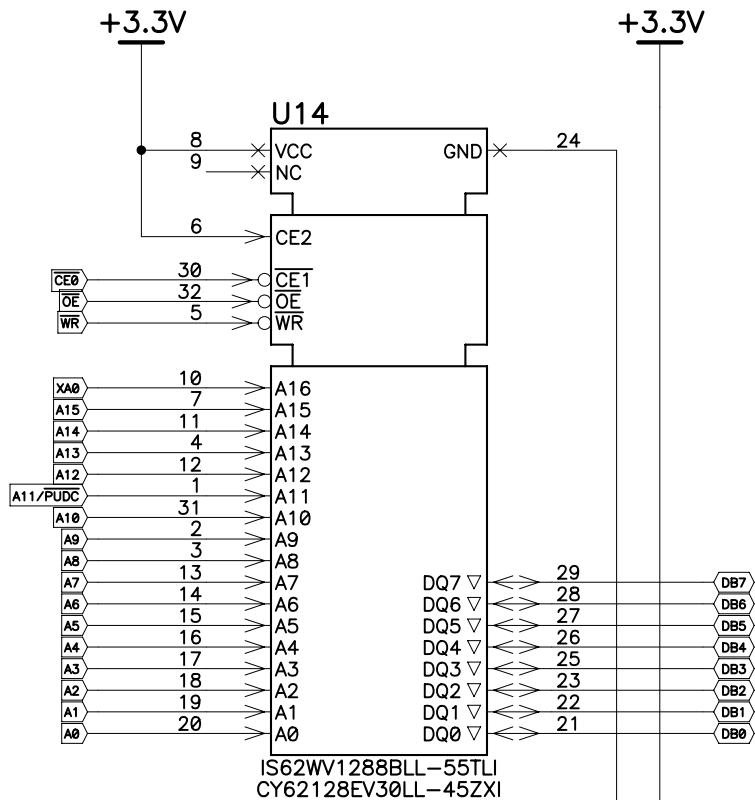 +3.3V +3.3V
U14
8 VCC GND 24
9 NC
6 CE2
CE0 30 CE1
OE 32 OE
WR 5 WR
XA0 10 A16
A15 7 A15
A14 11 A14
A13 4 A13
A12 12 A12
A11/PUDC 1 A11
A10 31 A10
A9 2 A9
A8 3 A8
A7 13 A7 DQ7 29 DB7
A6 14 A6 DQ6 28 DB6
A5 15 A5 DQ5 27 DB5
A4 16 A4 DQ4 26 DB4
A3 17 A3 DQ3 25 DB3
A2 18 A2 DQ2 23 DB2
A1 19 A1 DQ1 22 DB1
A0 20 A0 DQ0 21 DB0
IS62WV1288BLL-55TLI
CY62128EV30LL-45ZXI